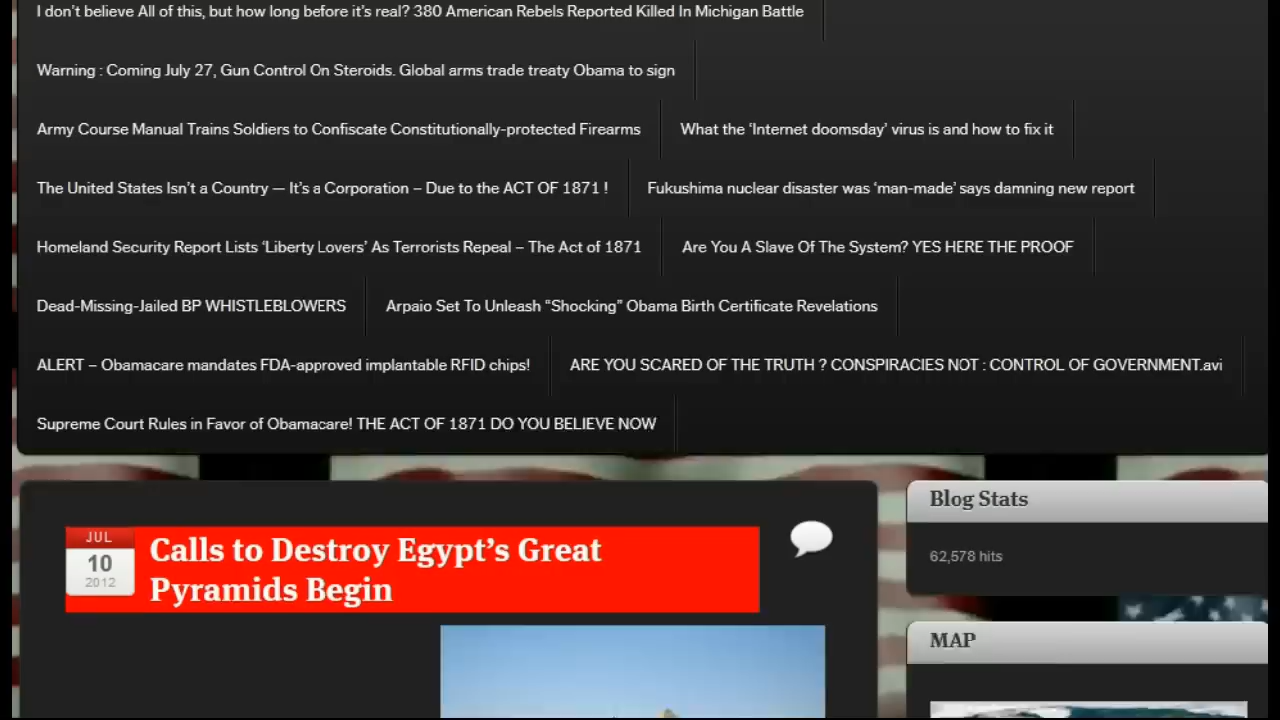 I don't believe All of this, but how long before it's real? 380 American Rebels Reported Killed In Michigan Battle
Warning : Coming July 27, Gun Control On Steroids. Global arms trade treaty Obama to sign
Army Course Manual Trains Soldiers to Confiscate Constitutionally-protected Firearms
What the ‘Internet doomsday’ virus is and how to fix it
The United States Isn't a Country — It's a Corporation – Due to the ACT OF 1871 !
Fukushima nuclear disaster was ‘man-made’ says damning new report
Homeland Security Report Lists ‘Liberty Lovers’ As Terrorists Repeal – The Act of 1871
Are You A Slave Of The System? YES HERE THE PROOF
Dead-Missing-Jailed BP WHISTLEBLOWERS
Arpaio Set To Unleash “Shocking” Obama Birth Certificate Revelations
ALERT – Obamacare mandates FDA-approved implantable RFID chips!
ARE YOU SCARED OF THE TRUTH ? CONSPIRACIES NOT : CONTROL OF GOVERNMENT.avi
Supreme Court Rules in Favor of Obamacare! THE ACT OF 1871 DO YOU BELIEVE NOW
JUL
10
2012
Calls to Destroy Egypt's Great
Pyramids Begin
Blog Stats
62,578 hits
MAP